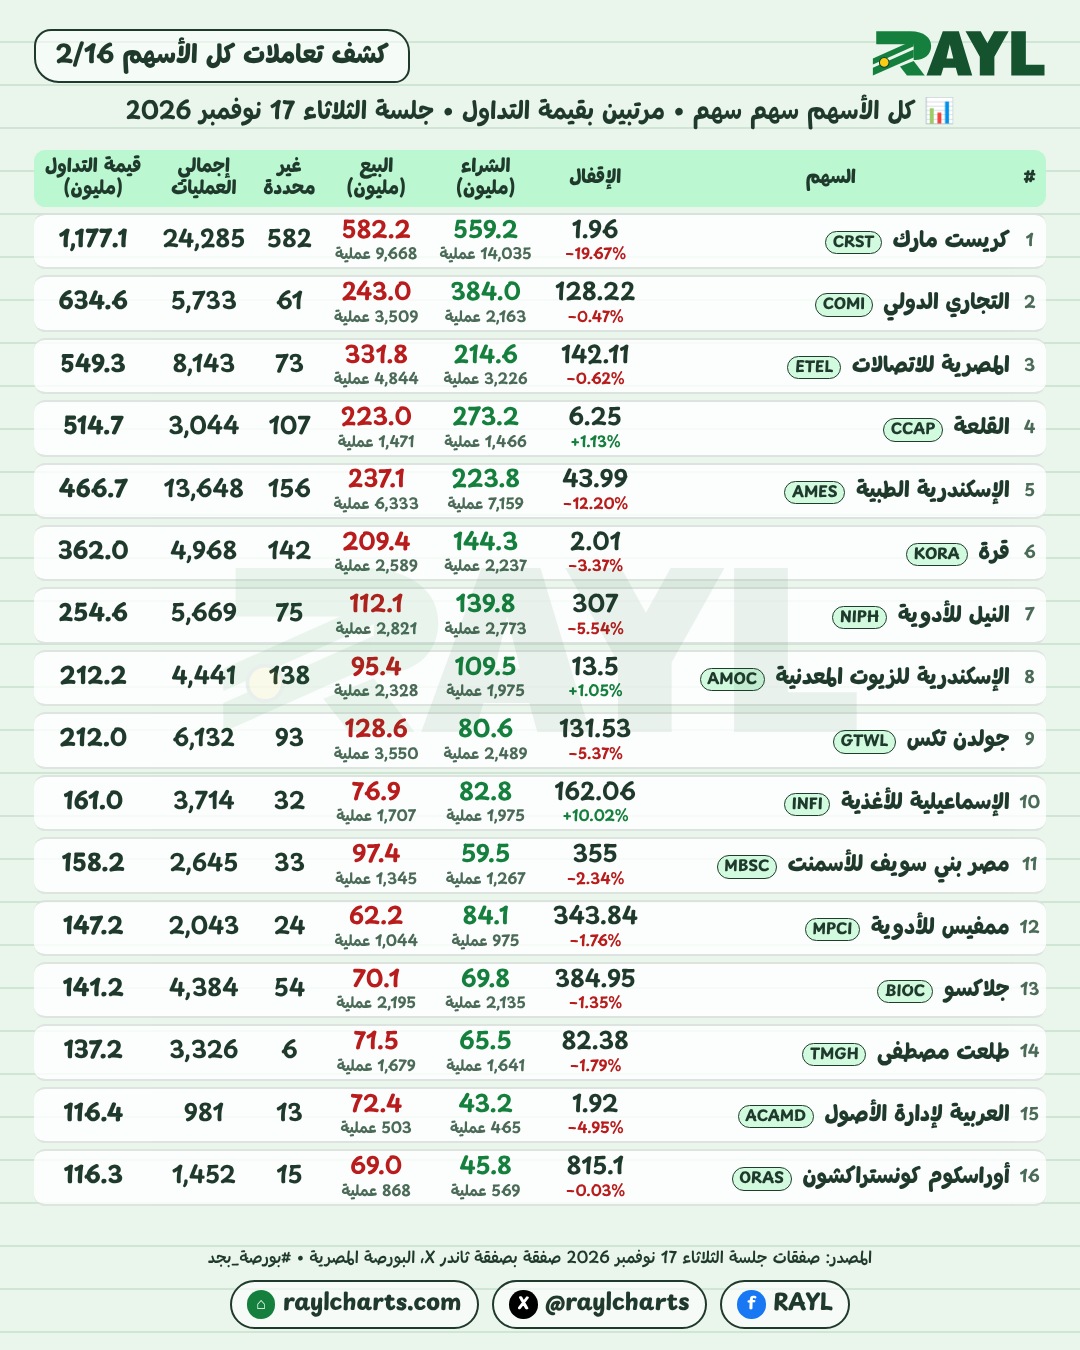 RAYL
كشف تعاملات كل الأسهم 2/16
📊 كل الأسهم سهم سهم • مرتبين بقيمة التداول • جلسة الثلاثاء 17 نوفمبر 2026
# السهم الإقفال الشراء (مليون) البيع (مليون) غير محددة إجمالي العمليات قيمة التداول (مليون)
1 كريست مارك CRST 1.96 559.2 582.2 582 24,285 1,177.1
-19.67% 14,035 عملية 9,668 عملية
2 التجاري الدولي COMI 128.22 384.0 243.0 61 5,733 634.6
-0.47% 2,163 عملية 3,509 عملية
3 المصرية للاتصالات ETEL 142.11 214.6 331.8 73 8,143 549.3
-0.62% 3,226 عملية 4,844 عملية
4 القلعة CCAP 6.25 273.2 223.0 107 3,044 514.7
+1.13% 1,466 عملية 1,471 عملية
5 الإسكندرية الطبية AMES 43.99 223.8 237.1 156 13,648 466.7
-12.20% 7,159 عملية 6,333 عملية
6 قرة KORA 2.01 144.3 209.4 142 4,968 362.0
-3.37% 2,237 عملية 2,589 عملية
7 النيل للأدوية NIPH 307 139.8 112.1 75 5,669 254.6
-5.54% 2,773 عملية 2,821 عملية
8 الإسكندرية للزيوت المعدنية AMOC 13.5 109.5 95.4 138 4,441 212.2
+1.05% 1,975 عملية 2,328 عملية
9 جولدن تكس GTWL 131.53 80.6 128.6 93 6,132 212.0
-5.37% 2,489 عملية 3,550 عملية
10 الإسماعيلية للأغذية INFI 162.06 82.8 76.9 32 3,714 161.0
+10.02% 1,975 عملية 1,707 عملية
11 مصر بني سويف للأسمنت MBSC 355 59.5 97.4 33 2,645 158.2
-2.34% 1,267 عملية 1,345 عملية
12 ممفيس للأدوية MPCI 343.84 84.1 62.2 24 2,043 147.2
-1.76% 975 عملية 1,044 عملية
13 جلاكسو BIOC 384.95 69.8 70.1 54 4,384 141.2
-1.35% 2,135 عملية 2,195 عملية
14 طلعت مصطفى TMGH 82.38 65.5 71.5 6 3,326 137.2
-1.79% 1,641 عملية 1,679 عملية
15 العربية لإدارة الأصول ACAMD 1.92 43.2 72.4 13 981 116.4
-4.95% 465 عملية 503 عملية
16 أوراسكوم كونستراكشون ORAS 815.1 45.8 69.0 15 1,452 116.3
-0.03% 569 عملية 868 عملية
المصدر: صفقات جلسة الثلاثاء 17 نوفمبر 2026 صفقة بصفقة ثاندر X، البورصة المصرية • #بورصة_بجد
raylcharts.com
X @raylcharts
f RAYL